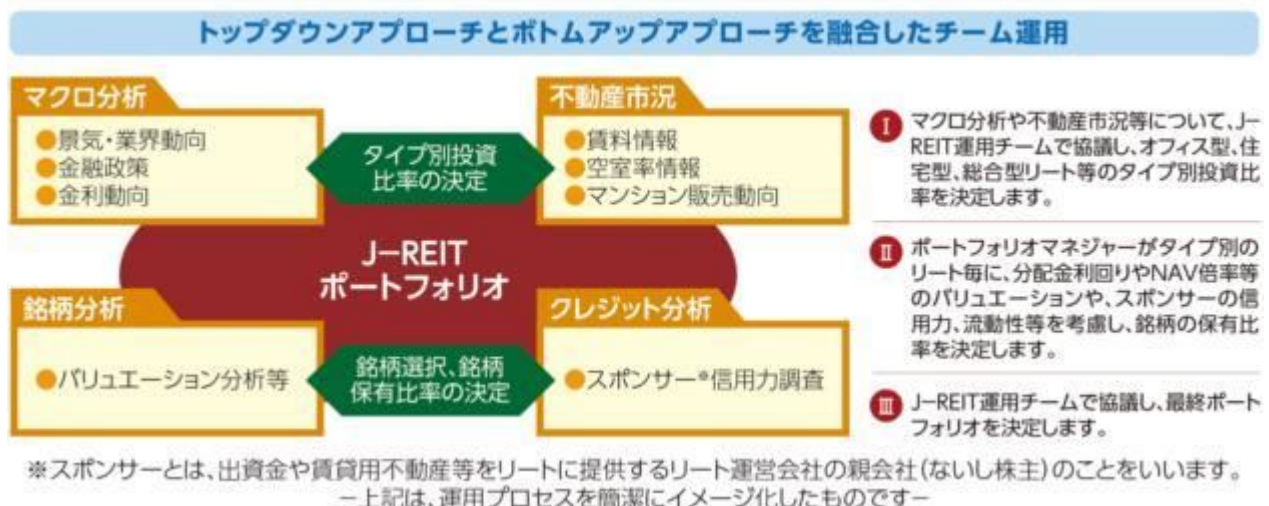 トップダウンアプローチとボトムアップアプローチを融合したチーム運用
マクロ分析
●景気・業界動向
●金融政策
●金利動向
タイプ別投資
比率の決定
不動産市況
●賃料情報
●空室率情報
●マンション販売動向
J−REIT
ポートフォリオ
銘柄分析
●バリュエーション分析等
銘柄選択、銘柄
保有比率の決定
クレジット分析
●スポンサー※信用力調査
Ⅰ マクロ分析や不動産市況等について、J−
REIT運用チームで協議し、オフィス型、住
宅型、総合型リート等のタイプ別投資比
率を決定します。
Ⅱ ポートフォリオマネジャーがタイプ別の
リート毎に、分配金利回りやNAV倍率等
のバリュエーションや、スポンサーの信
用力、流動性等を考慮し、銘柄の保有比
率を決定します。
Ⅲ J−REIT運用チームで協議し、最終ポート
フォリオを決定します。
※スポンサーとは、出資金や賃貸用不動産等をリートに提供するリート運営会社の親会社(ないし株主)のことをいいます。
−上記は、運用プロセスを簡潔にイメージ化したものです−